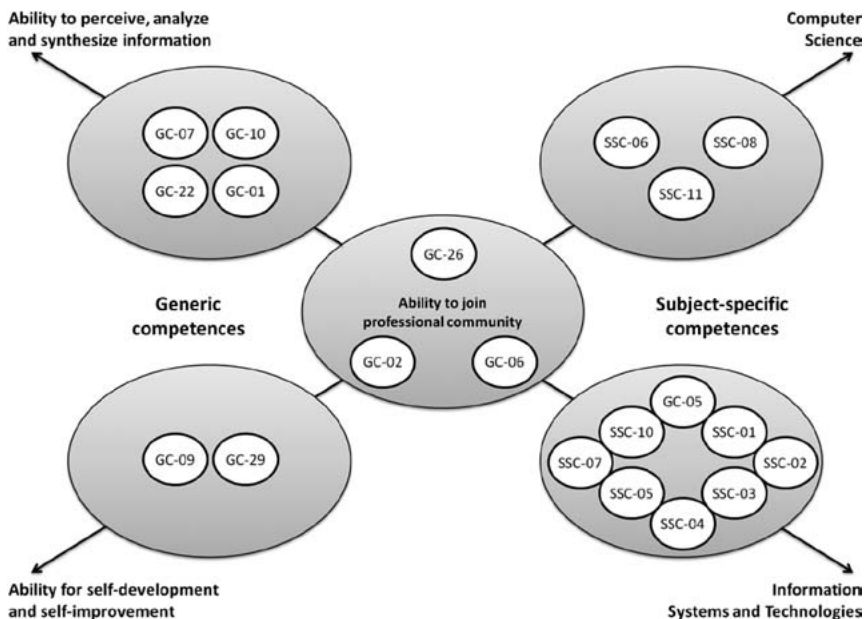 Ability to perceive, analyze
and synthesize information
Computer
Science
GC-07
GC-10
GC-22
GC-01
SSC-06
SSC-08
SSC-11
GC-26
Ability to join
professional community
GC-02
GC-06
Generic
competences
Subject-specific
competences
GC-09
GC-29
GC-05
SSC-10
SSC-01
SSC-07
SSC-02
SSC-05
SSC-03
SSC-04
Ability for self-development
and self-improvement
Information
Systems and Technologies